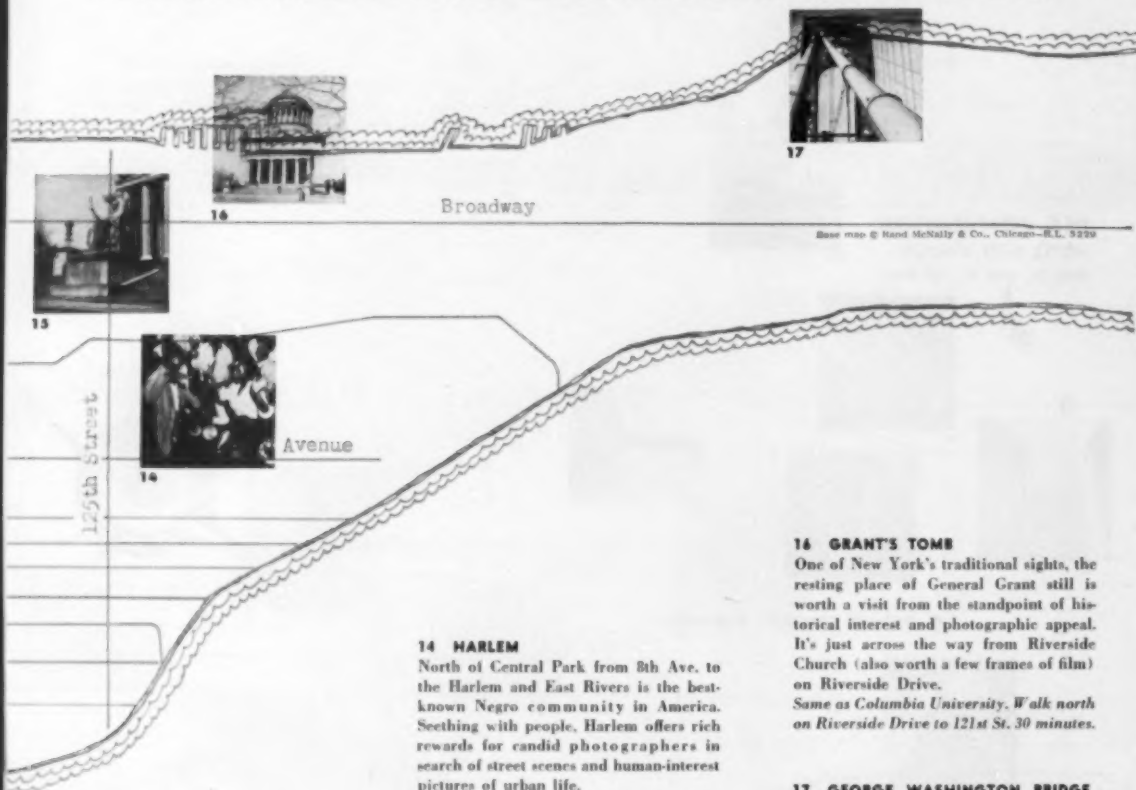 17
16
Broadway
Base map © Rand McNally & Co., Chicago—R.L. 5229
15
125th Street
Avenue
14
14 HARLEM
North of Central Park from 8th Ave. to
the Harlem and East Rivers is the best-
known Negro community in America.
Seething with people, Harlem offers rich
rewards for candid photographers in
search of street scenes and human-interest
pictures of urban life.
16 GRANT'S TOMB
One of New York's traditional sights, the
resting place of General Grant still is
worth a visit from the standpoint of his-
torical interest and photographic appeal.
It's just across the way from Riverside
Church (also worth a few frames of film)
on Riverside Drive.
Same as Columbia University. Walk north
on Riverside Drive to 121st St. 30 minutes.
17 GEORGE WASHINGTON BRIDGE